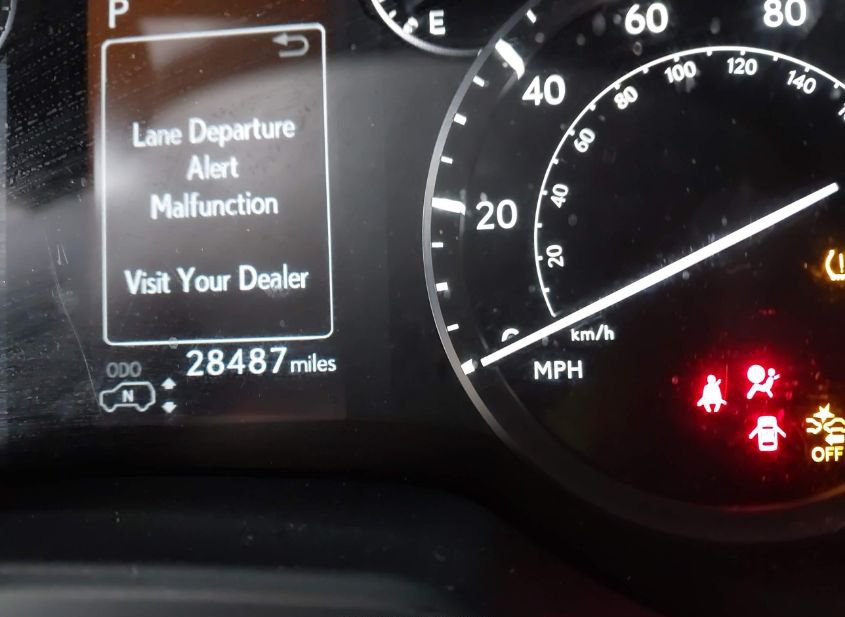 P
Lane Departure
Alert
Malfunction
Visit Your Dealer
ODO 28487 miles
N
E
20
40
60
80
20
40
60
80
100
120
140
km/h
MPH
OFF